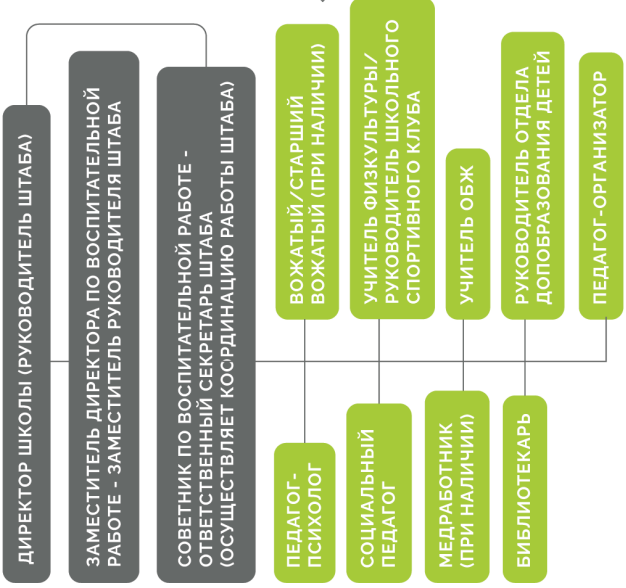 ДИРЕКТОР ШКОЛЫ (РУКОВОДИТЕЛЬ ШТАБА)
ЗАМЕСТИТЕЛЬ ДИРЕКТОРА ПО ВОСПИТАТЕЛЬНОЙ
РАБОТЕ - ЗАМЕСТИТЕЛЬ РУКОВОДИТЕЛЯ ШТАБА
СОВЕТНИК ПО ВОСПИТАТЕЛЬНОЙ РАБОТЕ -
ОТВЕТСТВЕННЫЙ СЕКРЕТАРЬ ШТАБА
(ОСУЩЕСТВЛЯЕТ КООРДИНАЦИЮ РАБОТЫ ШТАБА)
ВОЖАТЫЙ/СТАРШИЙ
ВОЖАТЫЙ (ПРИ НАЛИЧИИ)
УЧИТЕЛЬ ФИЗКУЛЬТУРЫ/
РУКОВОДИТЕЛЬ ШКОЛЬНОГО
СПОРТИВНОГО КЛУБА
УЧИТЕЛЬ ОБЖ
РУКОВОДИТЕЛЬ ОТДЕЛА
ДОПОБРАЗОВАНИЯ ДЕТЕЙ
ПЕДАГОГ-ОРГАНИЗАТОР
ПЕДАГОГ-
ПСИХОЛОГ
СОЦИАЛЬНЫЙ
ПЕДАГОГ
МЕДРАБОТНИК
(ПРИ НАЛИЧИИ)
БИБЛИОТЕКАРЬ